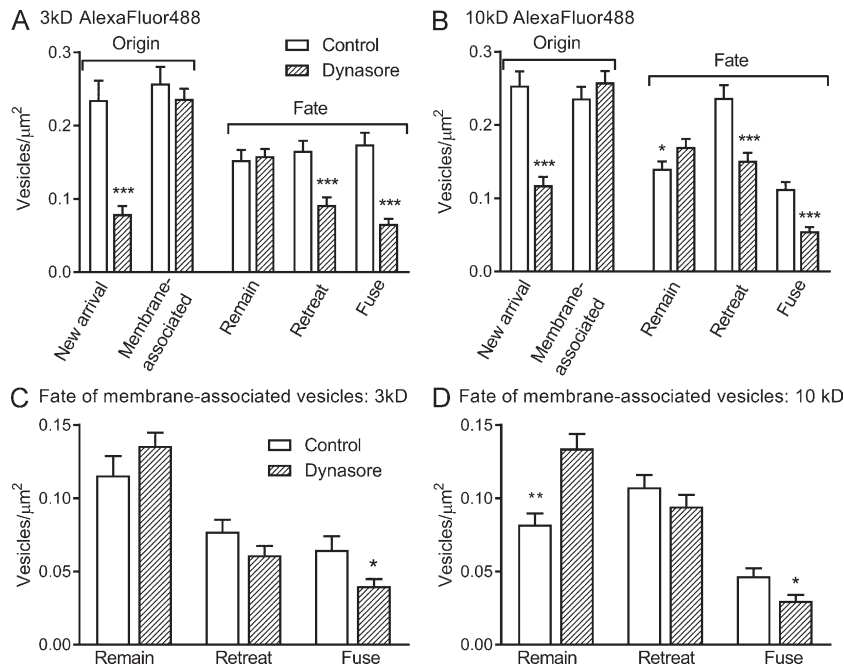 A 3kD AlexaFluor488
Origin
Control
Dynasore
Fate
Vesicles/μm²
0.3
0.2
0.1
0.0
***
***
***
New arrival
Membrane-
associated
Remain
Retreat
Fuse
B 10kD AlexaFluor488
Origin
Fate
Vesicles/μm²
0.3
0.2
0.1
0.0
***
*
***
***
New arrival
Membrane-
associated
Remain
Retreat
Fuse
C Fate of membrane-associated vesicles: 3kD
Control
Dynasore
Vesicles/μm²
0.15
0.10
0.05
0.00
*
Remain Retreat Fuse
D Fate of membrane-associated vesicles: 10 kD
Vesicles/μm²
0.15
0.10
0.05
0.00
**
*
Remain Retreat Fuse